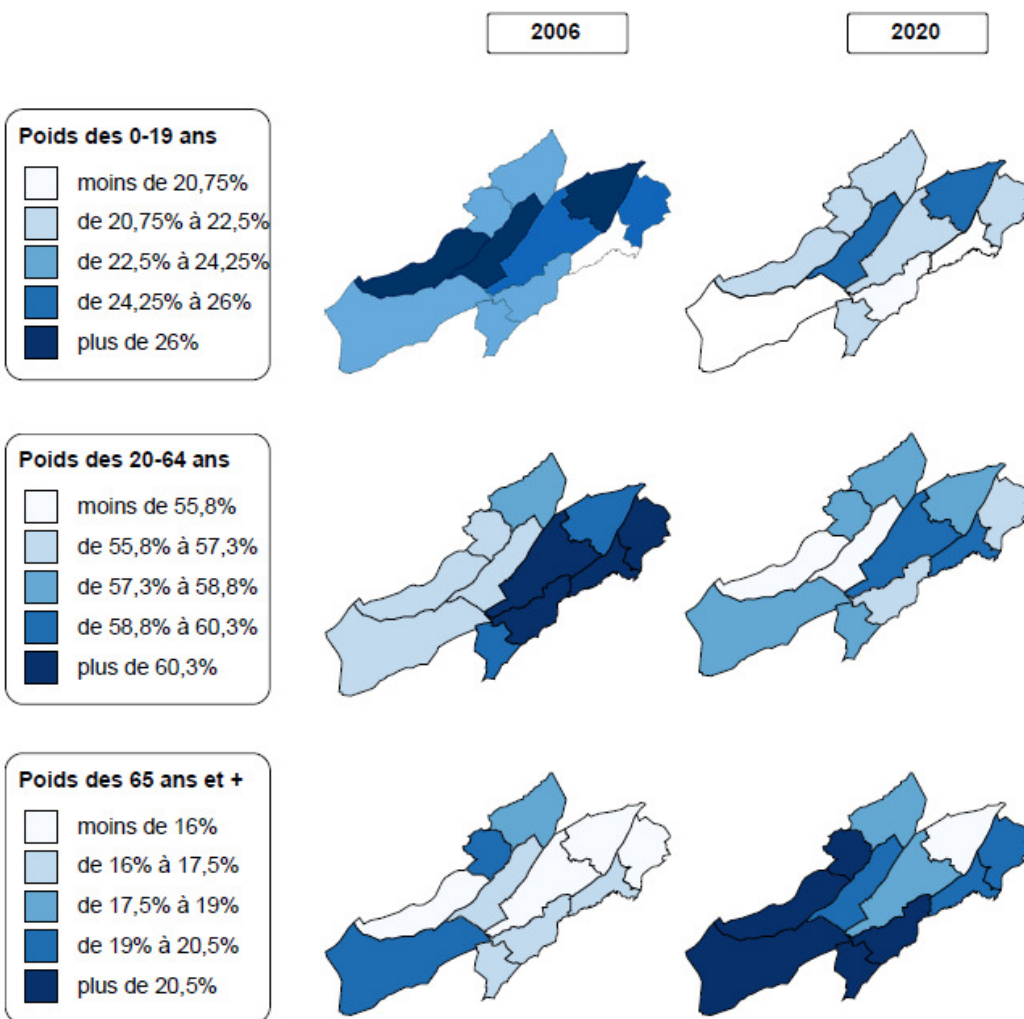 2006
2020
Poids des 0-19 ans
moins de 20,75%
de 20,75% à 22,5%
de 22,5% à 24,25%
de 24,25% à 26%
plus de 26%
Poids des 20-64 ans
moins de 55,8%
de 55,8% à 57,3%
de 57,3% à 58,8%
de 58,8% à 60,3%
plus de 60,3%
Poids des 65 ans et +
moins de 16%
de 16% à 17,5%
de 17,5% à 19%
de 19% à 20,5%
plus de 20,5%